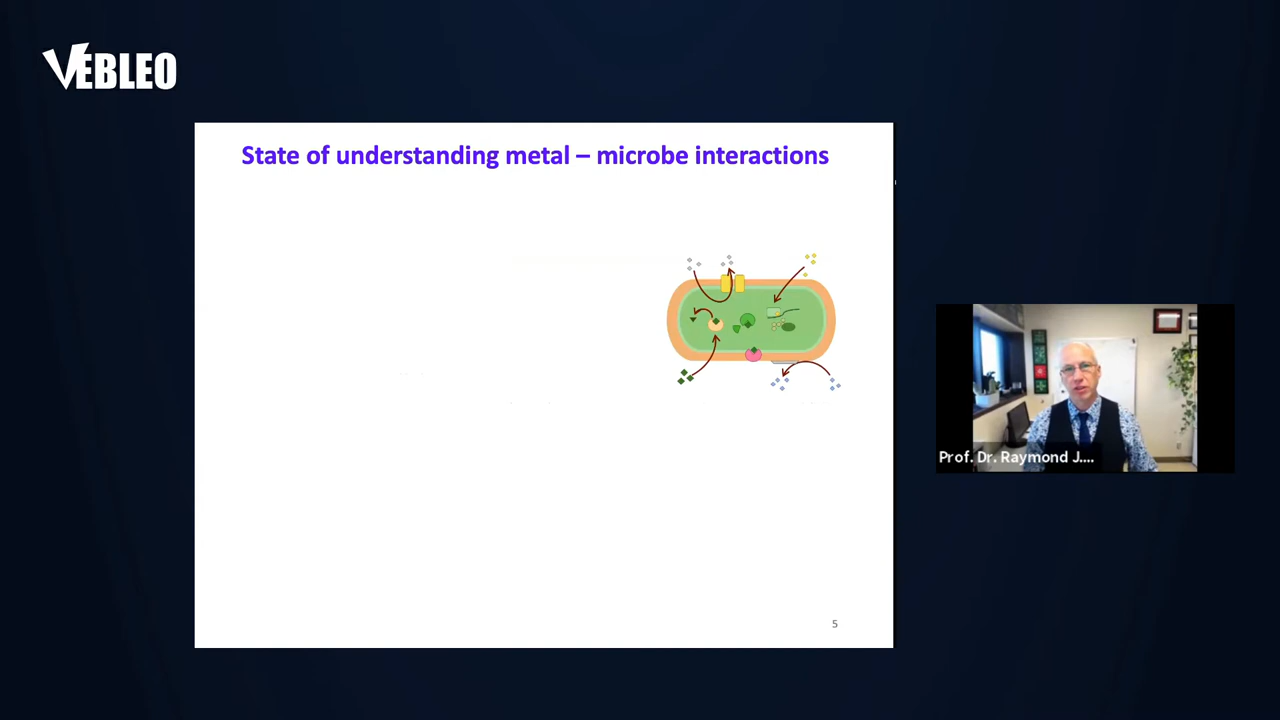 VEBLEO
State of understanding metal – microbe interactions
Prof. Dr. Raymond J....
5